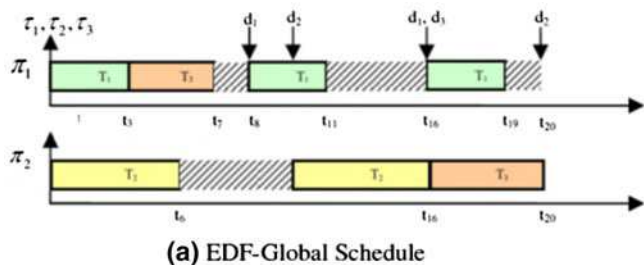 τ₁, τ₂, τ₃ d₁ d₂ d₁, d₃ d₂
π₁ T₁ T₃ T₁ T₁
t₃ t₇ t₈ t₁₁ t₁₆ t₁₉ t₂₀
π₂ T₂ T₂ T₃
t₆ t₁₆ t₂₀
(a) EDF-Global Schedule